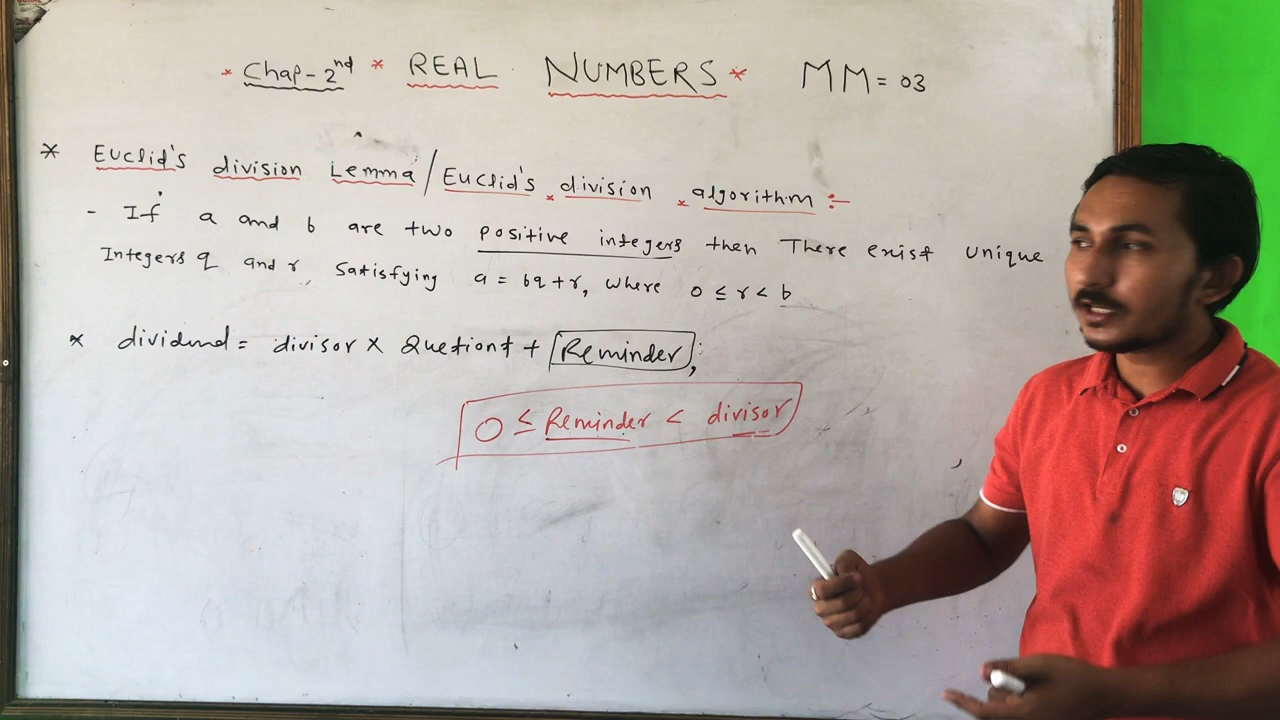 * Chap-2nd * REAL NUMBERS * MM = 03
* Euclid's division Lemma / Euclid's division algorithm :-
- If a and b are two positive integers then There exist unique
Integers q and r Satisfying a = bq + r, where 0 ≤ r < b
* dividend = divisor × Quetiont + Reminder,
0 ≤ Reminder < divisor